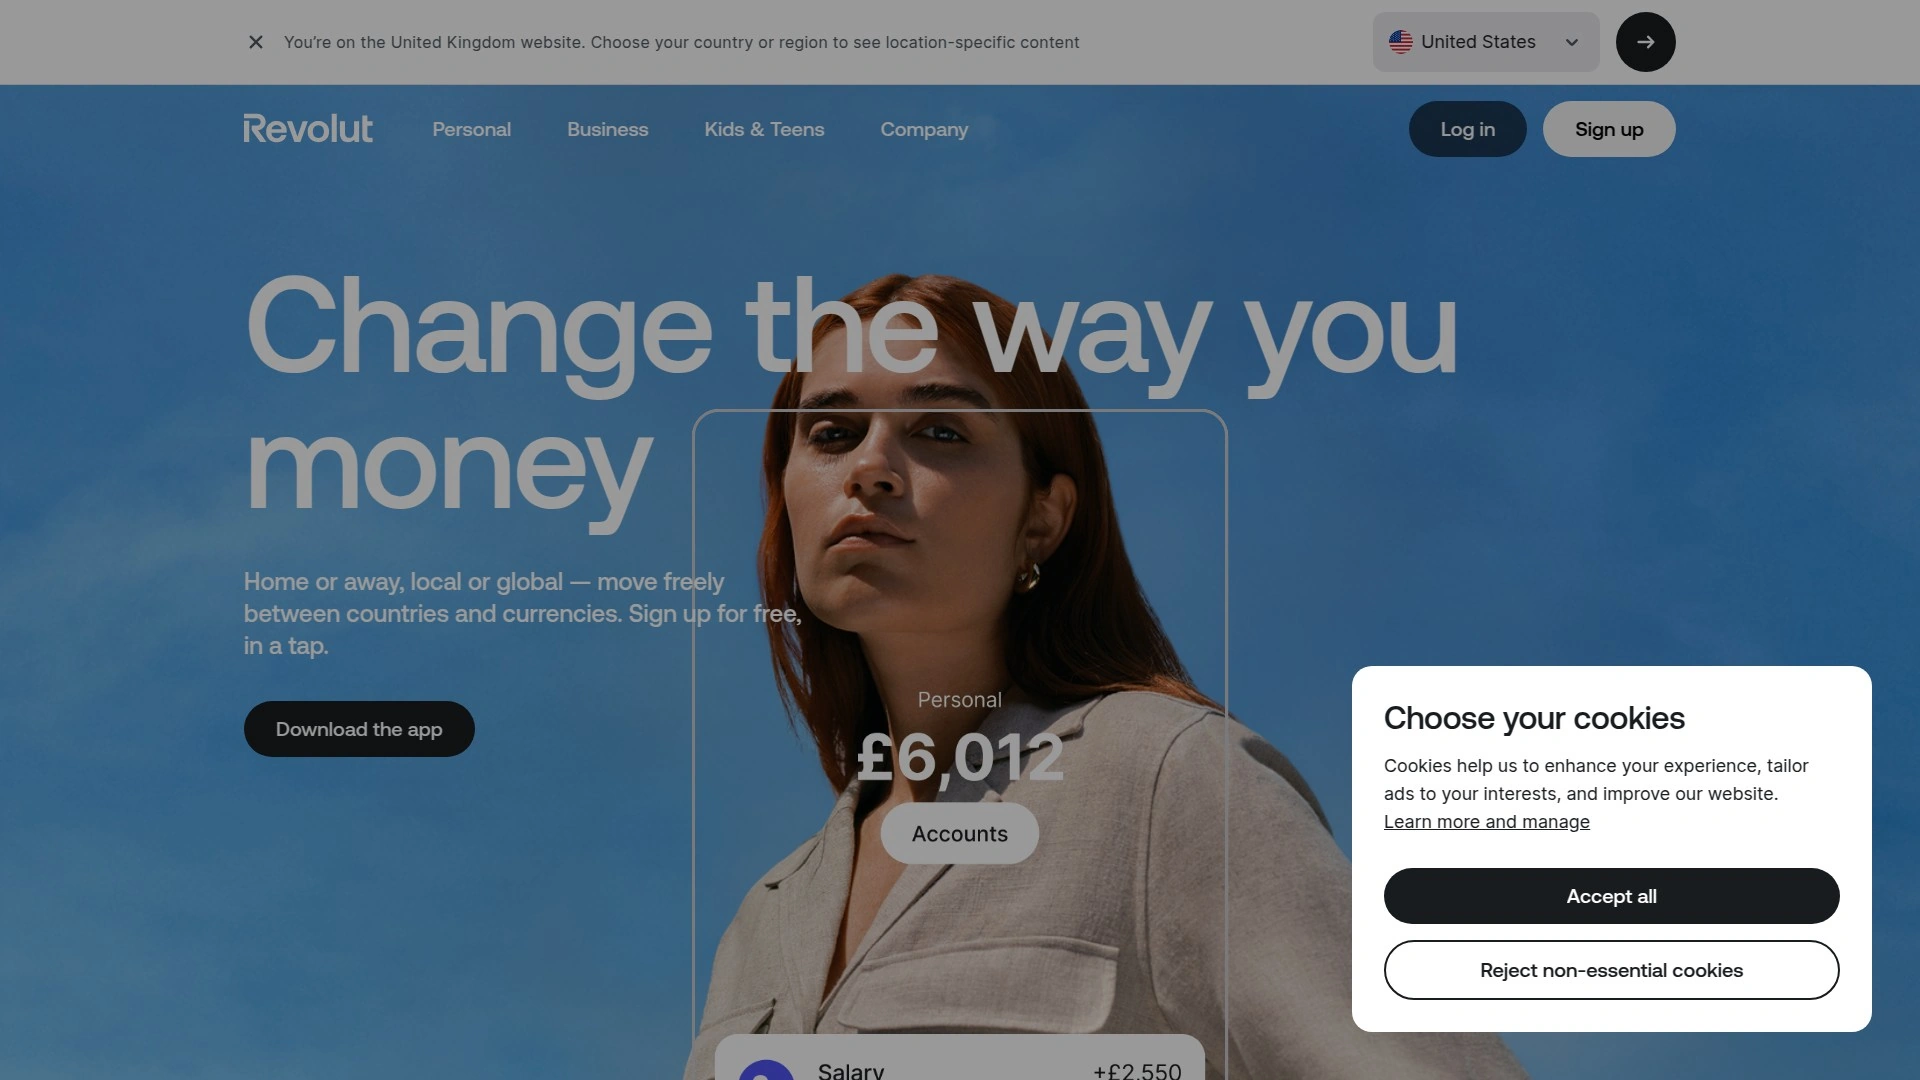 You're on the United Kingdom website. Choose your country or region to see location-specific content
United States
Revolut
Personal
Business
Kids & Teens
Company
Log in
Sign up
Change the way you
money
Home or away, local or global — move freely
between countries and currencies. Sign up for free,
in a tap.
Download the app
Personal
£6,012
Accounts
Salary
+£2,550
Choose your cookies
Cookies help us to enhance your experience, tailor
ads to your interests, and improve our website.
Learn more and manage
Accept all
Reject non-essential cookies